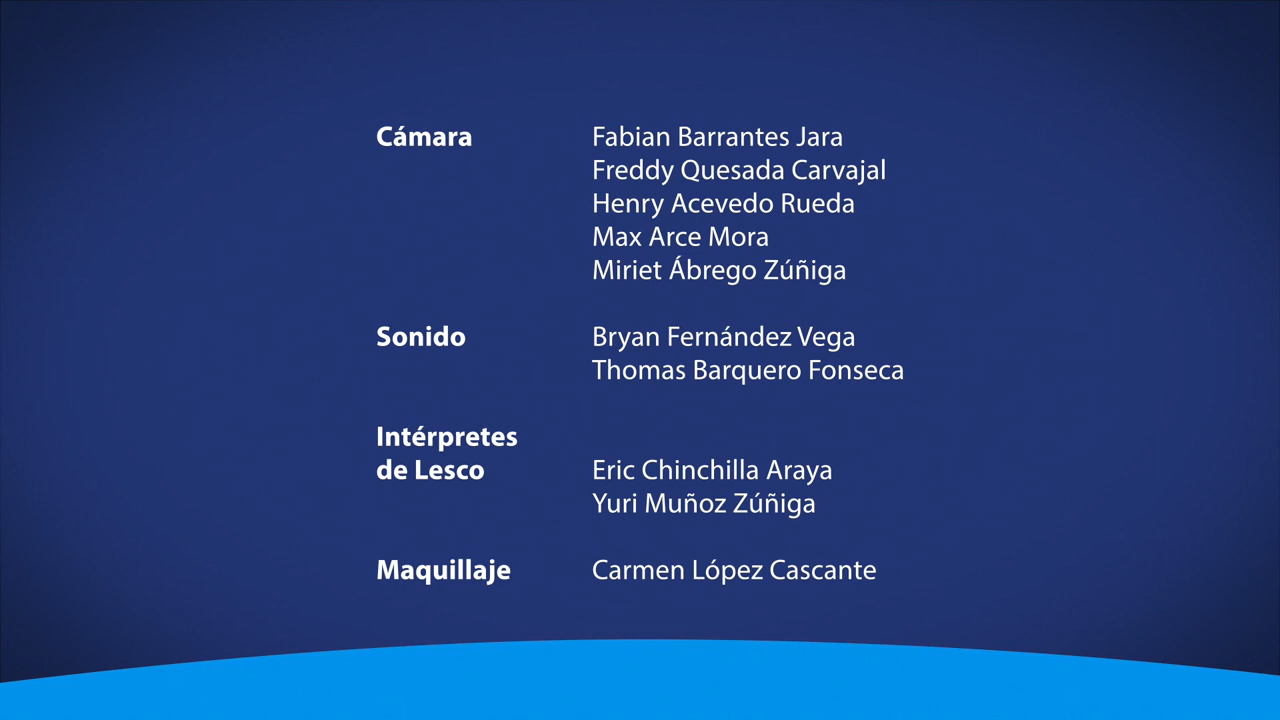 Cámara Fabian Barrantes Jara
Freddy Quesada Carvajal
Henry Acevedo Rueda
Max Arce Mora
Miriet Ábrego Zúñiga
Sonido Bryan Fernández Vega
Thomas Barquero Fonseca
Intérpretes
de Lesco Eric Chinchilla Araya
Yuri Muñoz Zúñiga
Maquillaje Carmen López Cascante